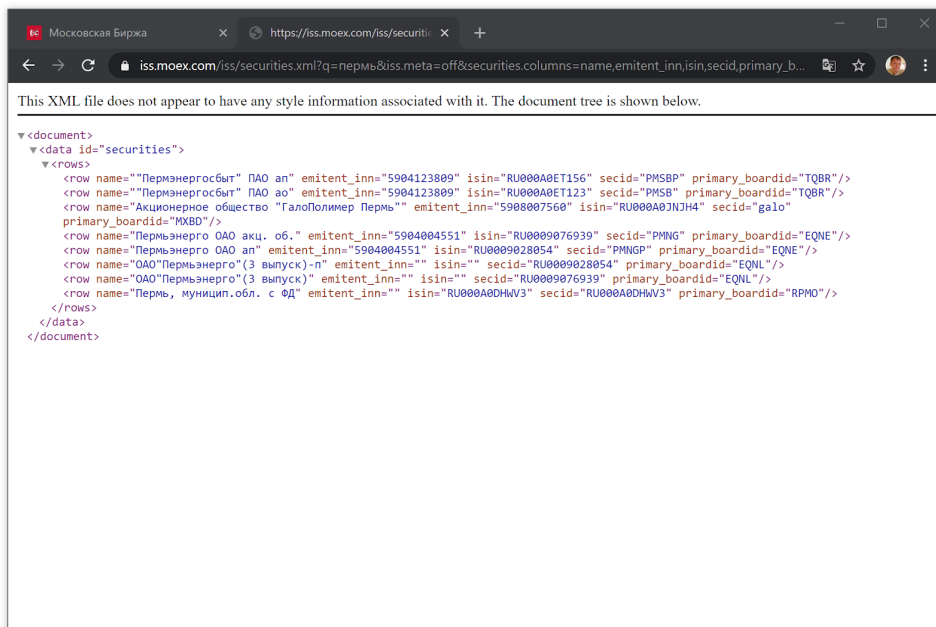 Московская Биржа
https://iss.moex.com/iss/securitie
iss.moex.com/iss/securities.xml?q=пермь&iss.meta=off&securities.columns=name,emitent_inn,isin,secid,primary_b...
This XML file does not appear to have any style information associated with it. The document tree is shown below.
▼<document>
▼<data id="securities">
▼<rows>
<row name=""Пермэнергосбыт" ПАО ап" emitent_inn="5904123809" isin="RU000A0ET156" secid="PMSBP" primary_boardid="TQBR"/>
<row name=""Пермэнергосбыт" ПАО ао" emitent_inn="5904123809" isin="RU000A0ET123" secid="PMSB" primary_boardid="TQBR"/>
<row name="Акционерное общество "ГалоПолимер Пермь"" emitent_inn="5908007560" isin="RU000A0JNJH4" secid="galo"
primary_boardid="MXBD"/>
<row name="Пермьэнерго ОАО акц. об." emitent_inn="5904004551" isin="RU0009076939" secid="PMNG" primary_boardid="EQNE"/>
<row name="Пермьэнерго ОАО ап" emitent_inn="5904004551" isin="RU0009028054" secid="PMNGP" primary_boardid="EQNE"/>
<row name="ОАО"Пермьэнерго"(3 выпуск)-п" emitent_inn="" isin="" secid="RU0009028054" primary_boardid="EQNL"/>
<row name="ОАО"Пермьэнерго"(3 выпуск)" emitent_inn="" isin="" secid="RU0009076939" primary_boardid="EQNL"/>
<row name="Пермь, муницип.обл. с ФД" emitent_inn="" isin="RU000A0DHWV3" secid="RU000A0DHWV3" primary_boardid="RPMO"/>
</rows>
</data>
</document>